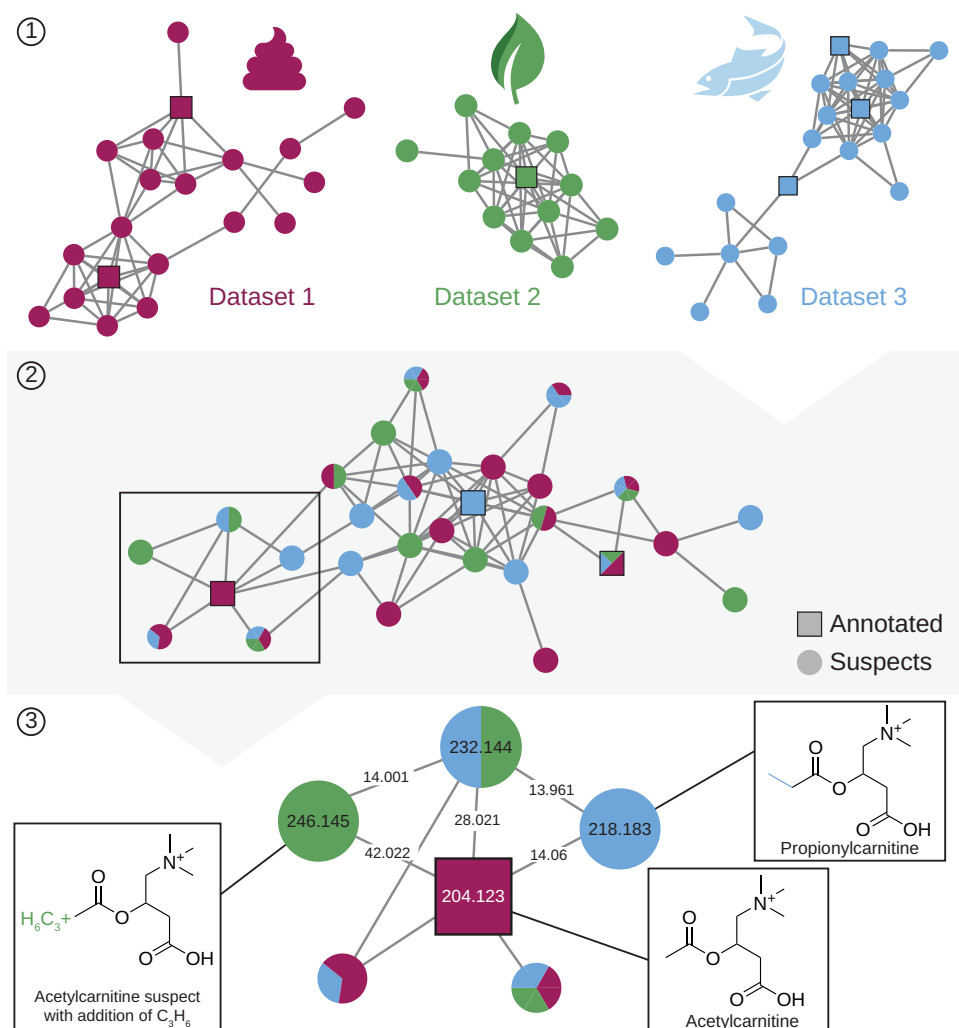 1
Dataset 1
Dataset 2
Dataset 3
2
Annotated
Suspects
3
232.144
14.001
13.961
246.145
28.021
218.183
42.022
14.06
204.123
O
N+
O
O
OH
Propionylcarnitine
O
N+
H6C3+
O
O
OH
Acetylcarnitine suspect
with addition of C3H6
O
N+
O
O
OH
Acetylcarnitine